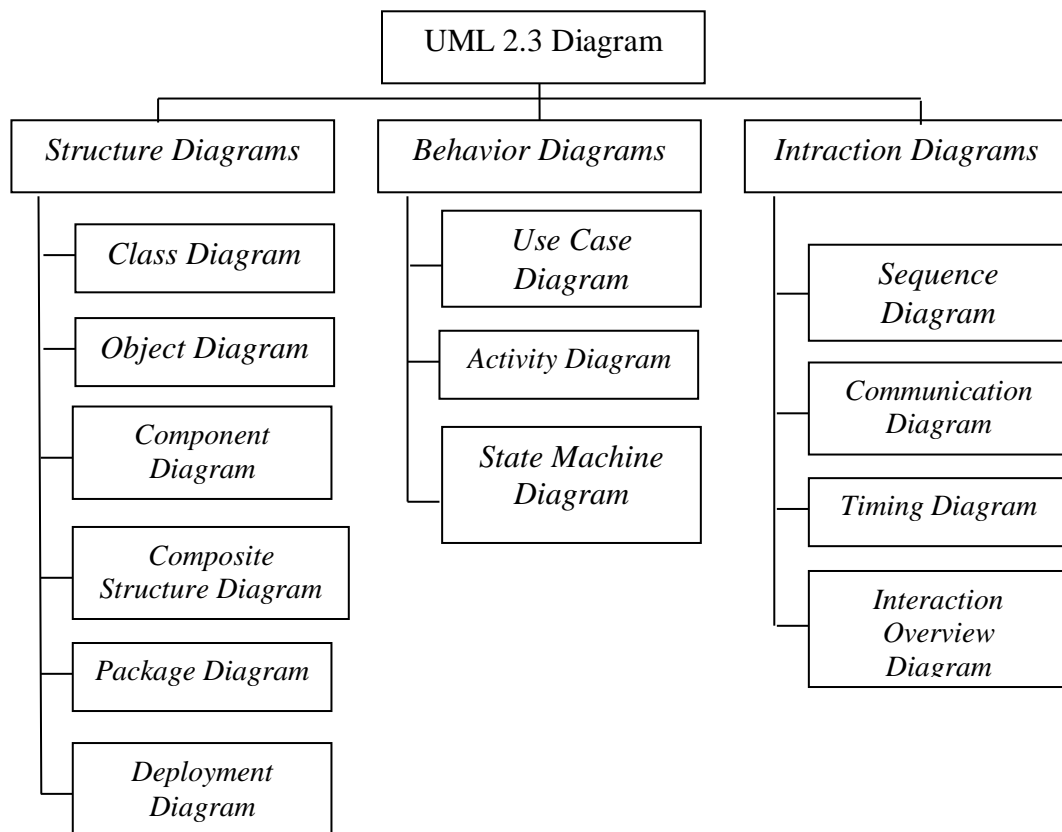 UML 2.3 Diagram
Structure Diagrams
Class Diagram
Object Diagram
Component
Diagram
Composite
Structure Diagram
Package Diagram
Deployment
Diagram
Behavior Diagrams
Use Case
Diagram
Activity Diagram
State Machine
Diagram
Intraction Diagrams
Sequence
Diagram
Communication
Diagram
Timing Diagram
Interaction
Overview
Diagram